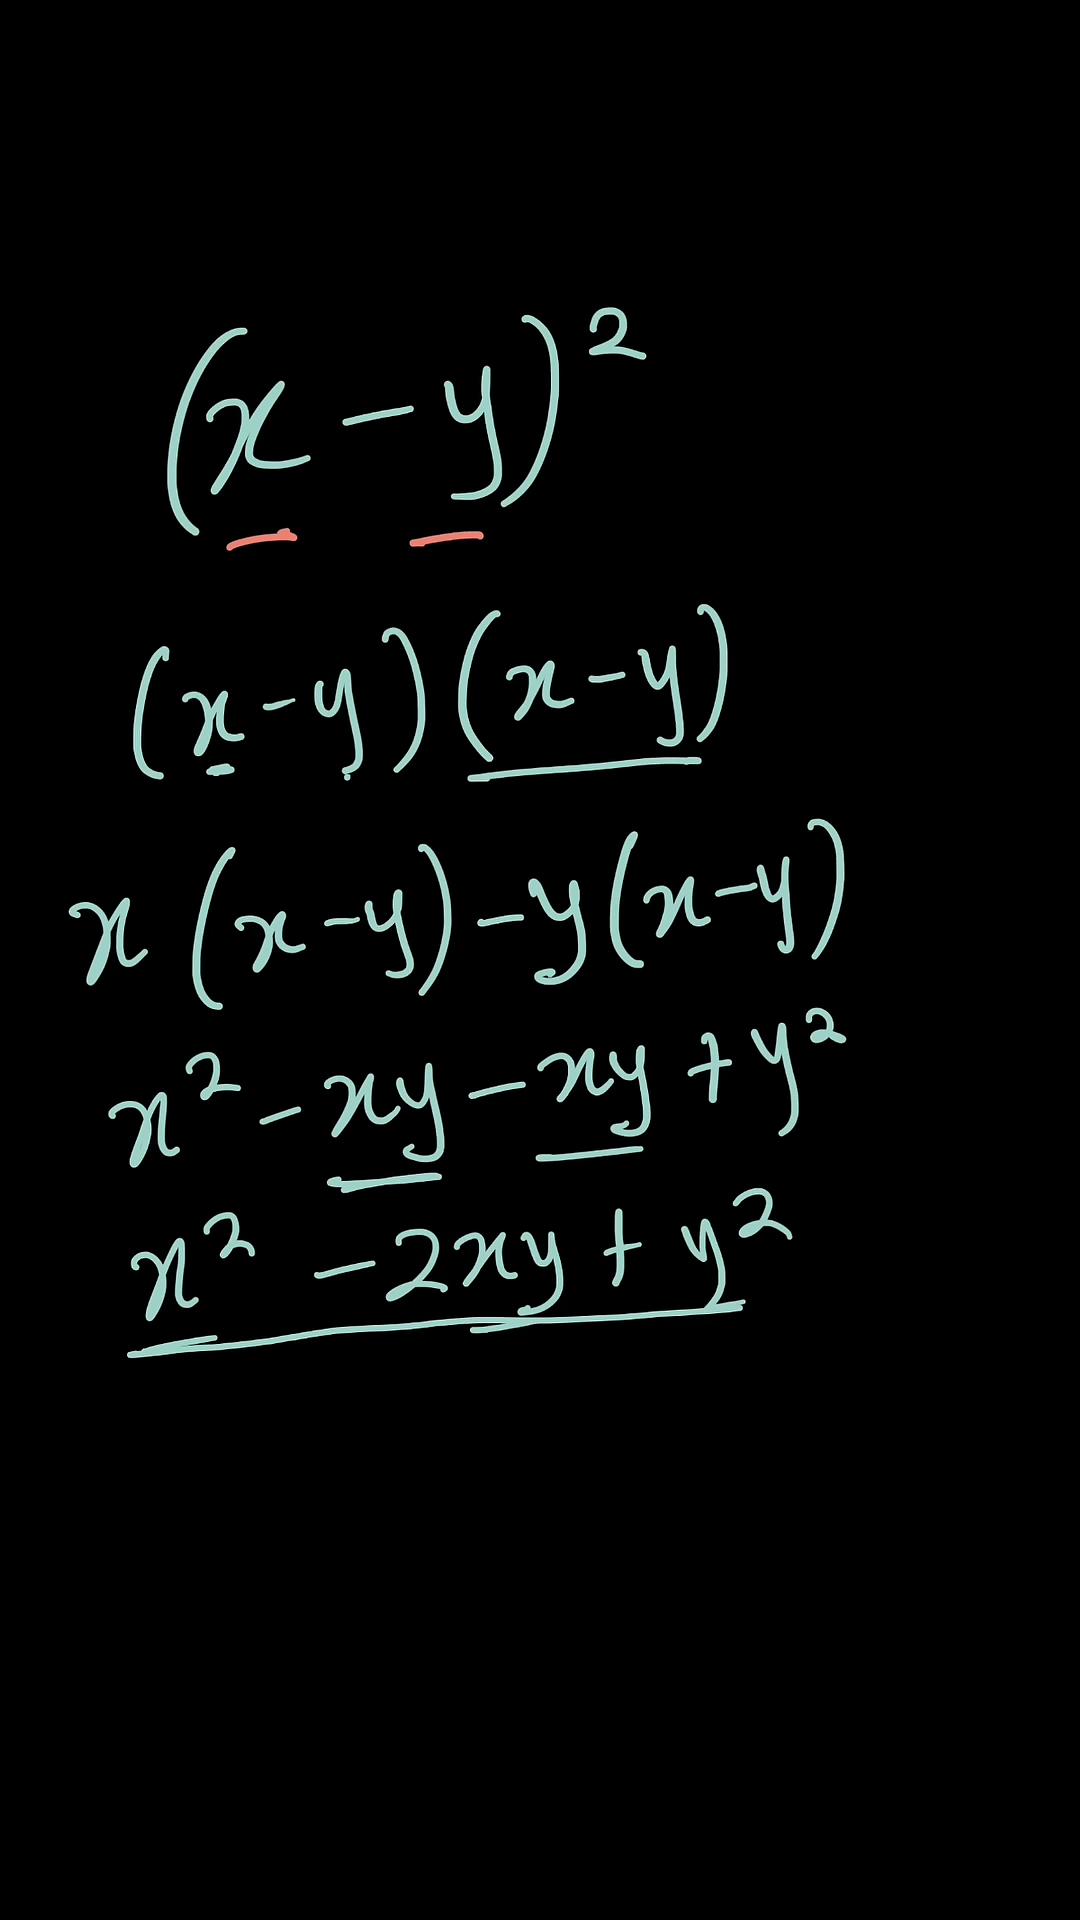 (x - y)²
(x - y)(x - y)
x (x - y) - y(x - y)
x² - xy - xy + y²
x² - 2xy + y²